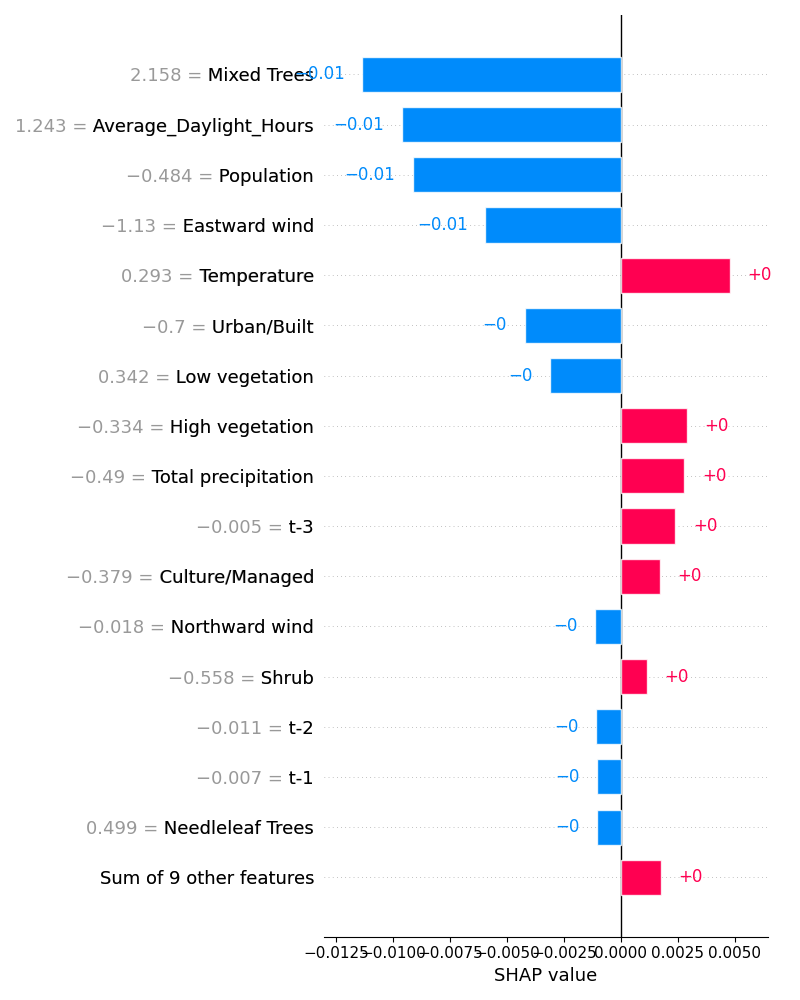 2.158 = Mixed Trees −0.01
1.243 = Average_Daylight_Hours −0.01
−0.484 = Population −0.01
−1.13 = Eastward wind −0.01
0.293 = Temperature +0
−0.7 = Urban/Built −0
0.342 = Low vegetation −0
−0.334 = High vegetation +0
−0.49 = Total precipitation +0
−0.005 = t-3 +0
−0.379 = Culture/Managed +0
−0.018 = Northward wind −0
−0.558 = Shrub +0
−0.011 = t-2 −0
−0.007 = t-1 −0
0.499 = Needleleaf Trees −0
Sum of 9 other features +0
−0.0125 −0.0100 −0.0075 −0.0050 −0.0025 0.0000 0.0025 0.0050
SHAP value